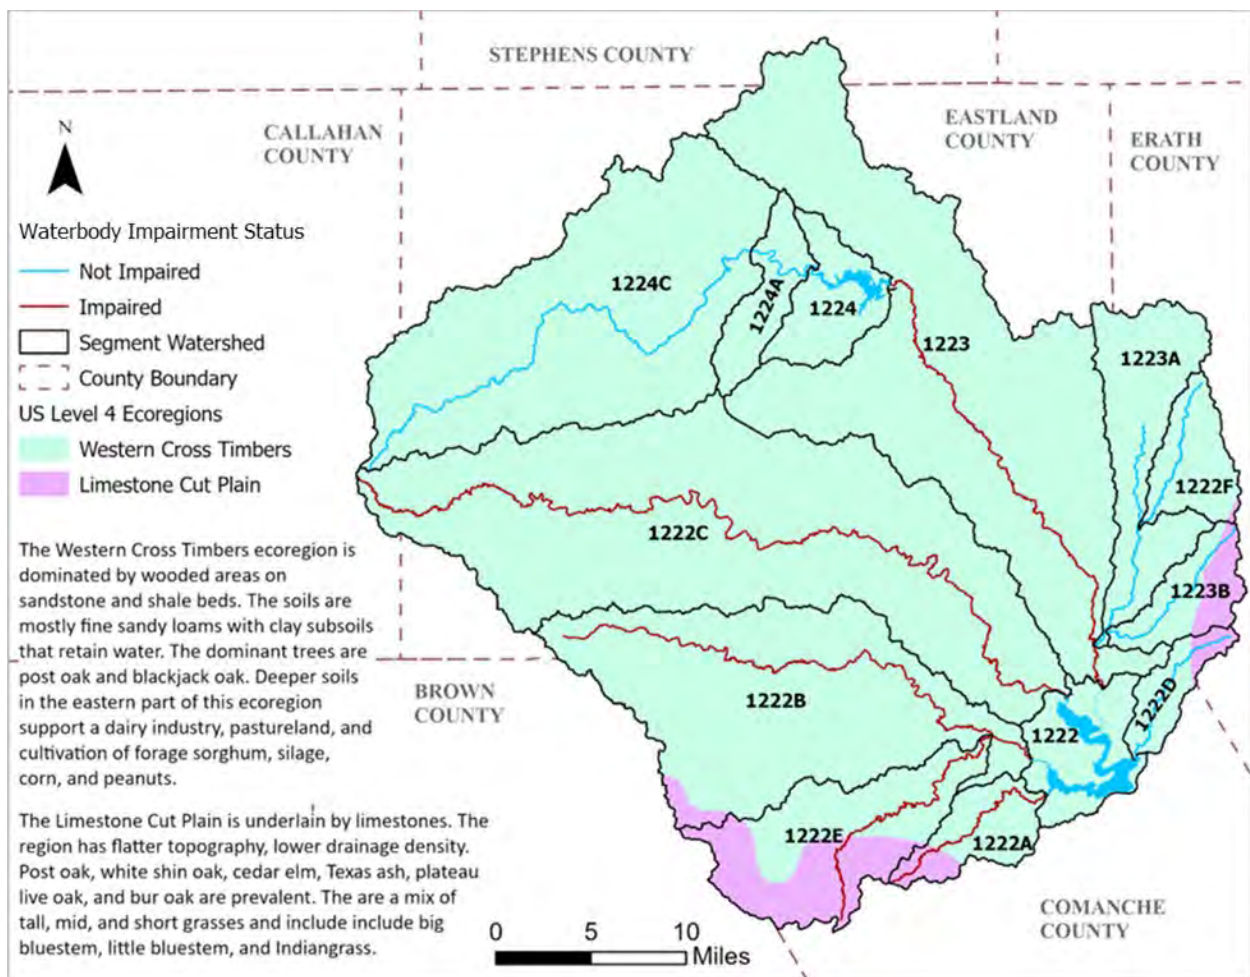 STEPHENS COUNTY
CALLAHAN
COUNTY
EASTLAND
COUNTY
ERATH
COUNTY
N
Waterbody Impairment Status
Not Impaired
Impaired
Segment Watershed
County Boundary
US Level 4 Ecoregions
Western Cross Timbers
Limestone Cut Plain
1224C
1224A
1224
1223
1223A
1222F
1222C
1223B
1222B
1222D
1222
1222E
1222A
BROWN
COUNTY
COMANCHE
COUNTY
The Western Cross Timbers ecoregion is
dominated by wooded areas on
sandstone and shale beds. The soils are
mostly fine sandy loams with clay subsoils
that retain water. The dominant trees are
post oak and blackjack oak. Deeper soils
in the eastern part of this ecoregion
support a dairy industry, pastureland, and
cultivation of forage sorghum, silage,
corn, and peanuts.
The Limestone Cut Plain is underlain by limestones. The
region has flatter topography, lower drainage density.
Post oak, white shin oak, cedar elm, Texas ash, plateau
live oak, and bur oak are prevalent. The are a mix of
tall, mid, and short grasses and include include big
bluestem, little bluestem, and Indiangrass.
0 5 10
Miles